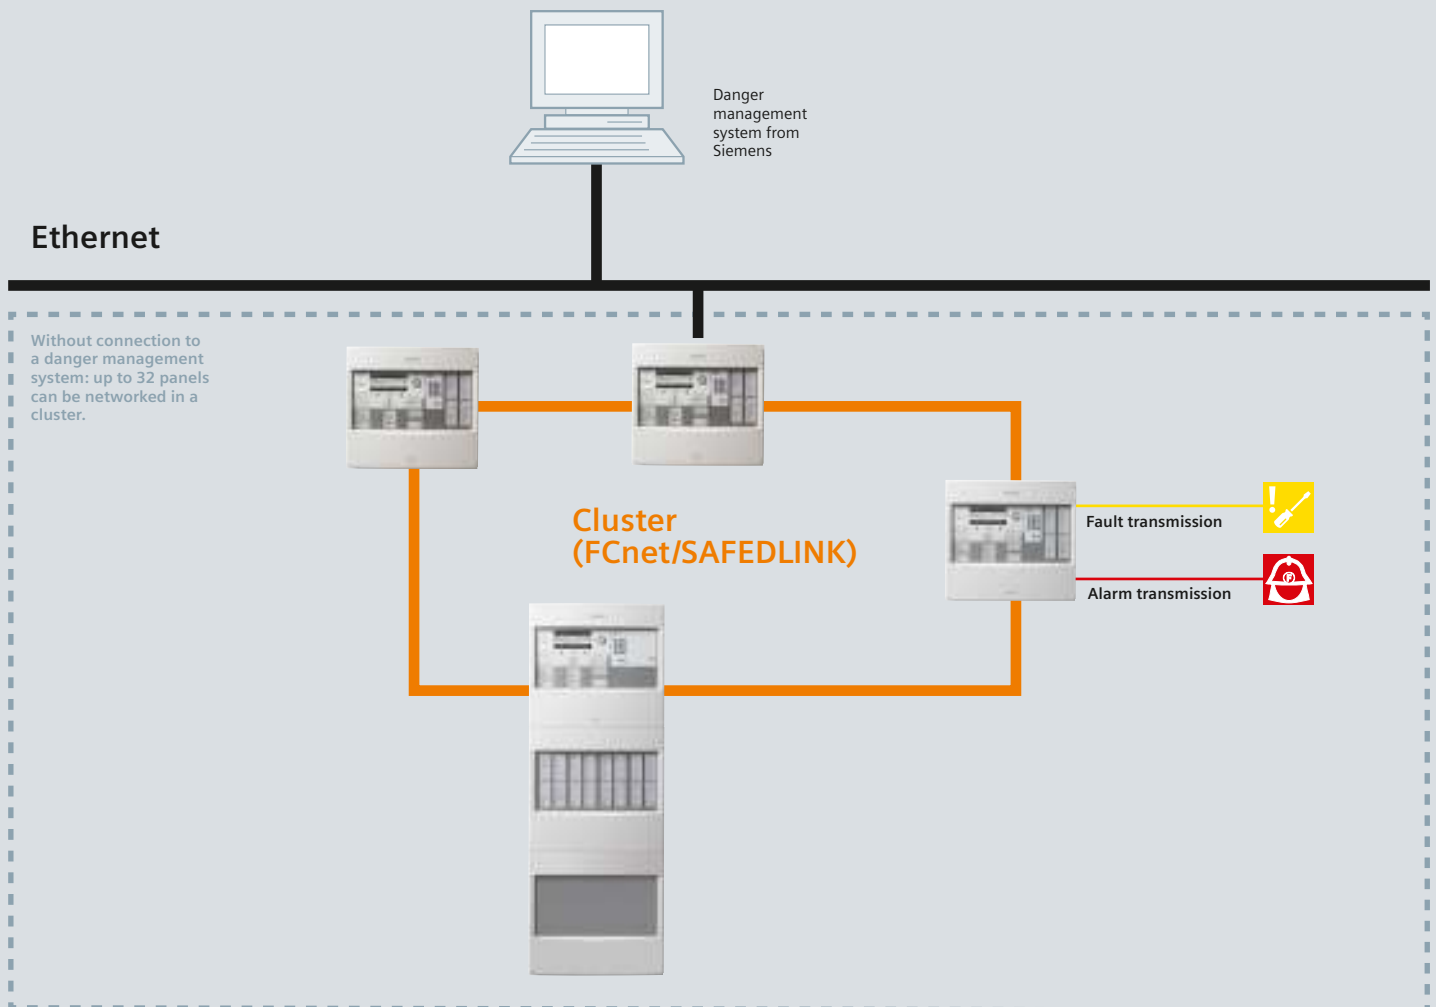 Danger
management
system from
Siemens
Ethernet
Without connection to
a danger management
system: up to 32 panels
can be networked in a
cluster.
Cluster
(FCnet/SAFEDLINK)
Fault transmission
Alarm transmission